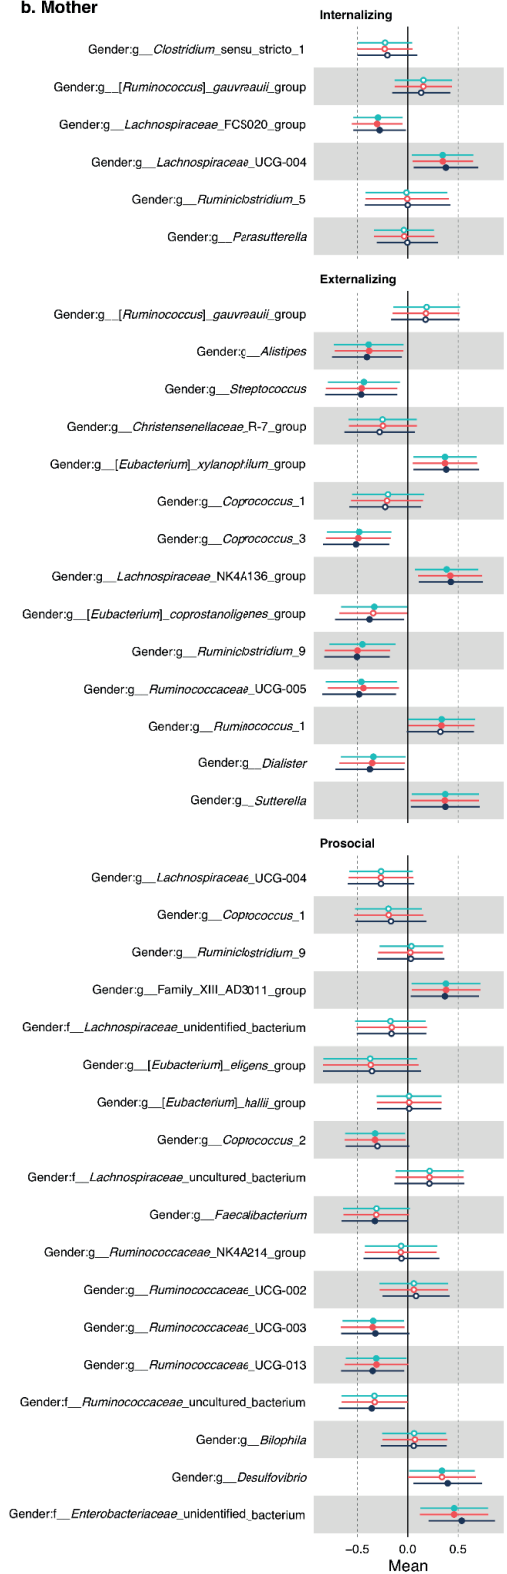 b. Mother
Internalizing
Gender:g__Clostridium_sensu_stricto_1
Gender:g__[Ruminococcus]_gauvreauii_group
Gender:g__Lachnospiraceae_FCS020_group
Gender:g__Lachnospiraceae_UCG-004
Gender:g__Ruminiclostridium_5
Gender:g__Parasutterella
Externalizing
Gender:g__[Ruminococcus]_gauvreauii_group
Gender:g__Alistipes
Gender:g__Streptococcus
Gender:g__Christensenellaceae_R-7_group
Gender:g__[Eubacterium]_xylanophilum_group
Gender:g__Coprococcus_1
Gender:g__Coprococcus_3
Gender:g__Lachnospiraceae_NK4A136_group
Gender:g__[Eubacterium]_coprostanoligenes_group
Gender:g__Ruminiclostridium_9
Gender:g__Ruminococcaceae_UCG-005
Gender:g__Ruminococcus_1
Gender:g__Dialister
Gender:g__Sutterella
Prosocial
Gender:g__Lachnospiraceae_UCG-004
Gender:g__Coprococcus_1
Gender:g__Ruminiclostridium_9
Gender:g__Family_XIII_AD3011_group
Gender:f__Lachnospiraceae_unidentified_bacterium
Gender:g__[Eubacterium]_eligens_group
Gender:g__[Eubacterium]_hallii_group
Gender:g__Coprococcus_2
Gender:f__Lachnospiraceae_uncultured_bacterium
Gender:g__Faecalibacterium
Gender:g__Ruminococcaceae_NK4A214_group
Gender:g__Ruminococcaceae_UCG-002
Gender:g__Ruminococcaceae_UCG-003
Gender:g__Ruminococcaceae_UCG-013
Gender:f__Ruminococcaceae_uncultured_bacterium
Gender:g__Bilophila
Gender:g__Desulfovibrio
Gender:f__Enterobacteriaceae_unidentified_bacterium
−0.5 0.0 0.5
Mean